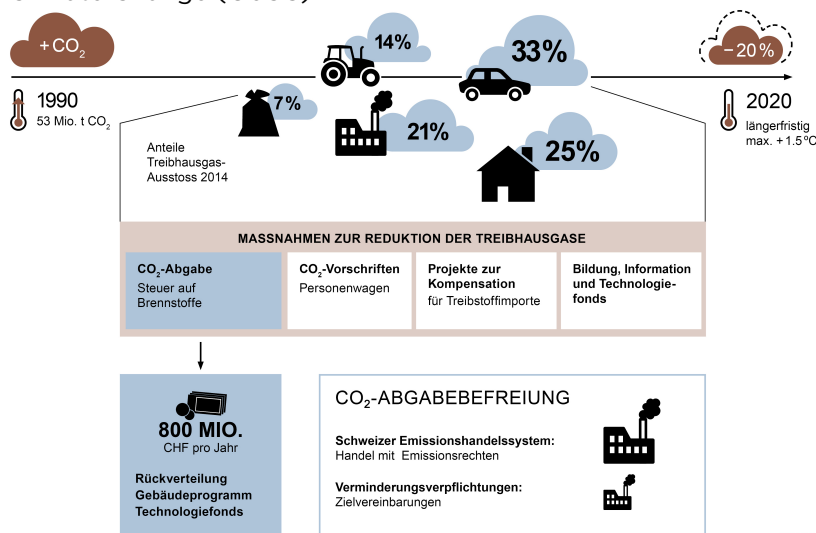 +CO₂
14%
33%
−20%
1990
53 Mio. t CO₂
7%
2020
längerfristig
max. +1.5°C
21%
25%
Anteile
Treibhausgas-
Ausstoss 2014
MASSNAHMEN ZUR REDUKTION DER TREIBHAUSGASE
CO₂-Abgabe
Steuer auf
Brennstoffe
CO₂-Vorschriften
Personenwagen
Projekte zur
Kompensation
für Treibstoffimporte
Bildung, Information
und Technologie-
fonds
800 MIO.
CHF pro Jahr
Rückverteilung
Gebäudeprogramm
Technologiefonds
CO₂-ABGABEBEFREIUNG
Schweizer Emissionshandelssystem:
Handel mit Emissionsrechten
Verminderungsverpflichtungen:
Zielvereinbarungen